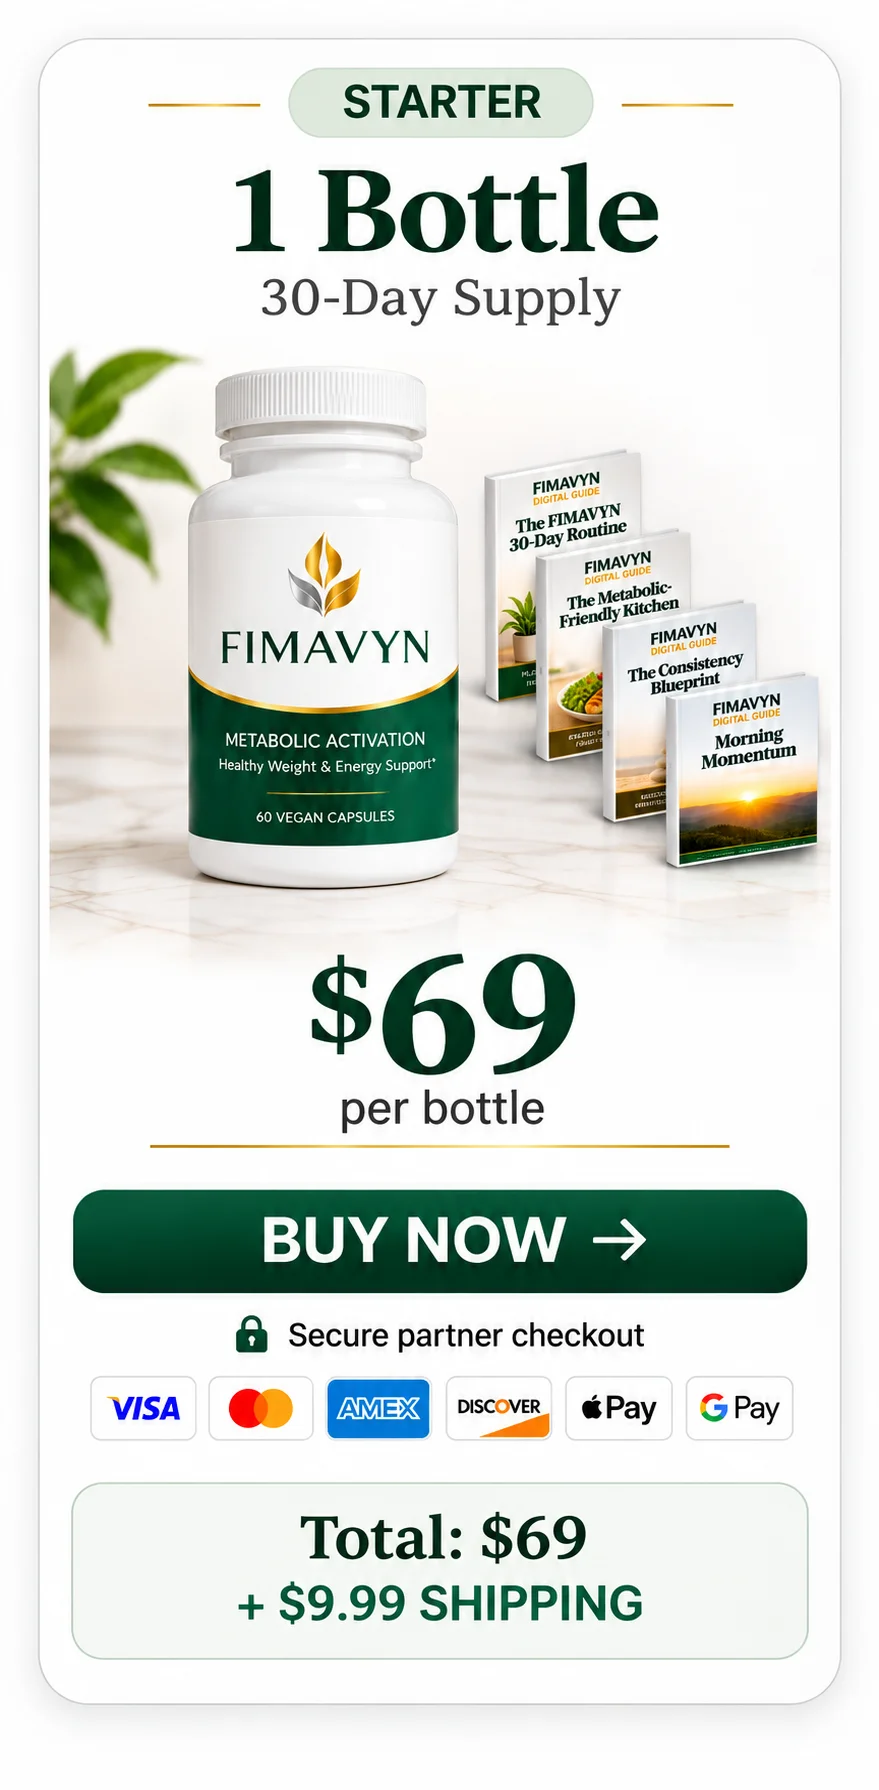 STARTER
1 Bottle
30-Day Supply
FIMAVYN
METABOLIC ACTIVATION
Healthy Weight & Energy Support*
60 VEGAN CAPSULES
FIMAVYN
DIGITAL GUIDE
The FIMAVYN
30-Day Routine
FIMAVYN
DIGITAL GUIDE
The Metabolic-
Friendly Kitchen
FIMAVYN
DIGITAL GUIDE
The Consistency
Blueprint
FIMAVYN
DIGITAL GUIDE
Morning
Momentum
$69
per bottle
BUY NOW →
Secure partner checkout
VISA
AMEX
DISCOVER
Pay
G Pay
Total: $69
+ $9.99 SHIPPING